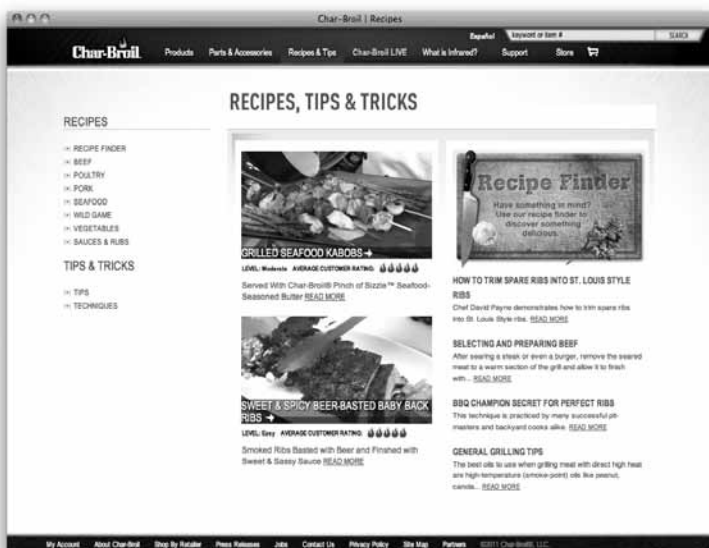 Char-Broil | Recipes
Español
keyword or item #
SEARCH
Char-Broil
Products Parts & Accessories Recipes & Tips Char-Broil LIVE What is Infrared? Support Store
RECIPES, TIPS & TRICKS
RECIPES
RECIPE FINDER
BEEF
POULTRY
PORK
SEAFOOD
WILD GAME
VEGETABLES
SAUCES & RUBS
TIPS & TRICKS
TIPS
TECHNIQUES
GRILLED SEAFOOD KABOBS
LEVEL: Moderate AVERAGE CUSTOMER RATING:
Served With Char-Broil® Pinch of Sizzle™ Seafood-
Seasoned Butter READ MORE
SWEET & SPICY BEER-BASTED BABY BACK
RIBS
LEVEL: Easy AVERAGE CUSTOMER RATING:
Smoked Ribs Basted with Beer and Finshed with
Sweet & Sassy Sauce READ MORE
Recipe Finder
Have something in mind?
Use our recipe finder to
discover something
delicious.
HOW TO TRIM SPARE RIBS INTO ST. LOUIS STYLE
RIBS
Chef David Payne demonstrates how to trim spare ribs
into St. Louis Style ribs. READ MORE
SELECTING AND PREPARING BEEF
After searing a steak or even a burger, remove the seared
meat to a warm section of the grill and allow it to finish
with... READ MORE
BBQ CHAMPION SECRET FOR PERFECT RIBS
This technique is practiced by many successful pit-
masters and backyard cooks alike. READ MORE
GENERAL GRILLING TIPS
The best oils to use when grilling meat with direct high heat
are high-temperature (smoke-point) oils like peanut,
canola... READ MORE
My Account About Char-Broil Shop By Retailer Press Releases Jobs Contact Us Privacy Policy Site Map Partners ©2011 Char-Broil®, LLC.